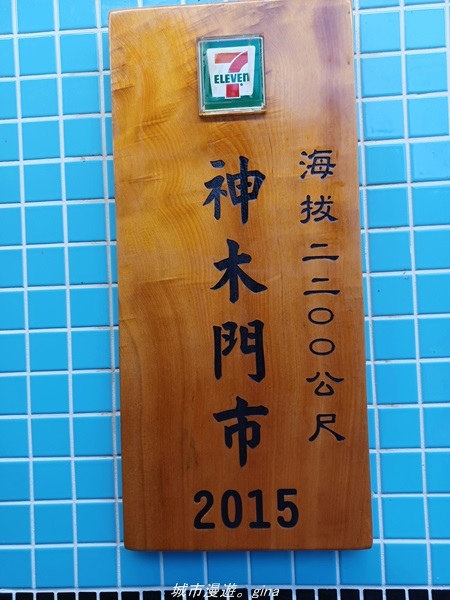 7
ELEVEn
海拔二二〇〇公尺
神木門市
2015
城市漫遊。gina